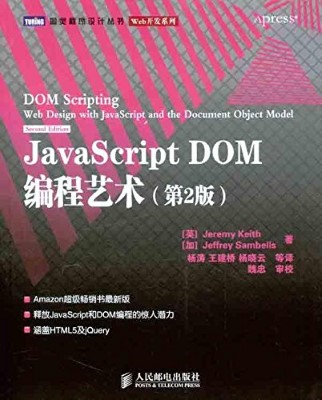 TURING
图灵程序设计丛书
Web开发系列
Apress®
DOM Scripting
Web Design with JavaScript and the Document Object Model
Second Edition
JavaScript DOM
编程艺术（第2版）
[英] Jeremy Keith
[加] Jeffrey Sambells 著
杨涛 王建桥 杨晓云 等译
魏忠 审校
Amazon超级畅销书最新版
释放JavaScript和DOM编程的惊人潜力
涵盖HTML5及jQuery
人民邮电出版社
POSTS & TELECOM PRESS